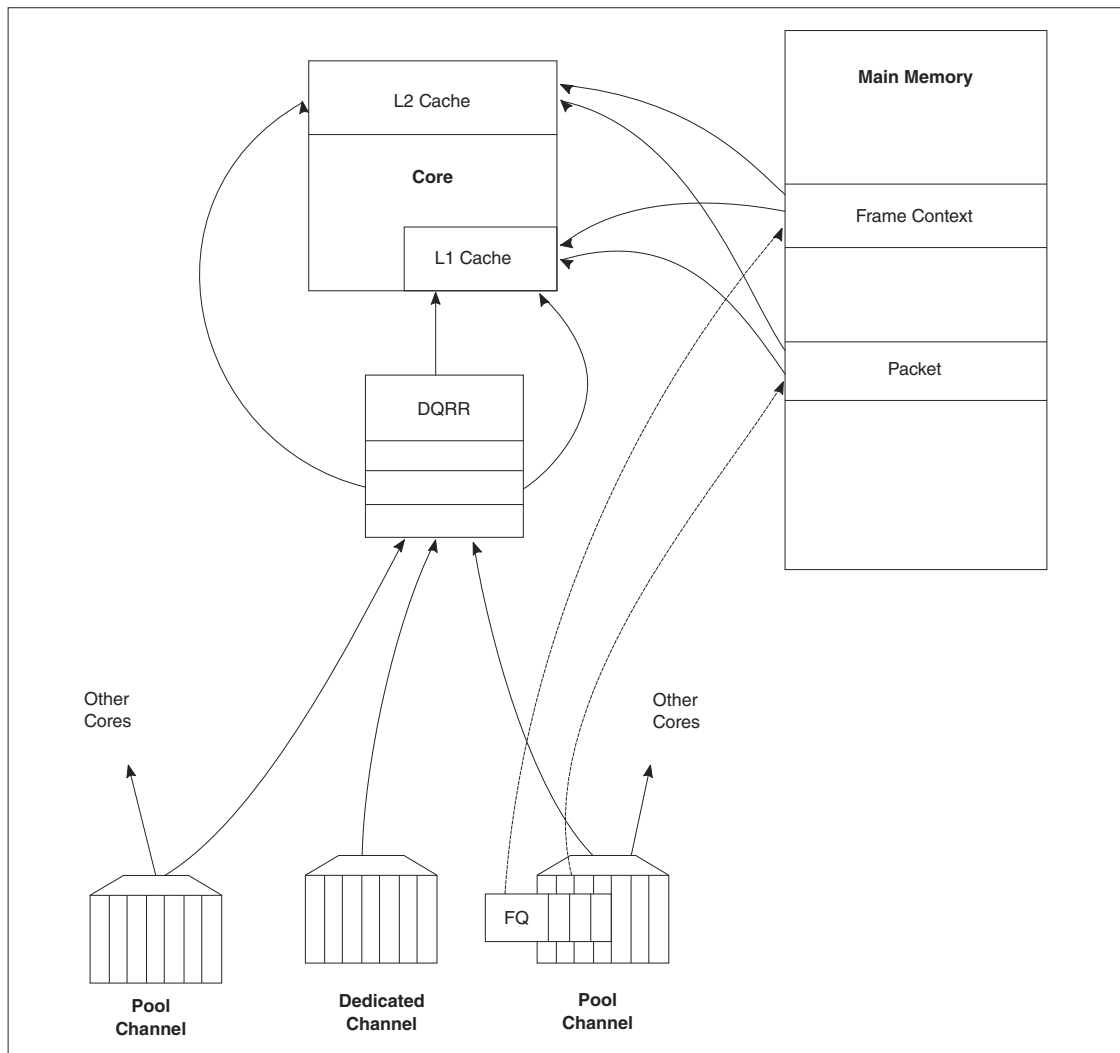 Main Memory
L2 Cache
Core
Frame Context
L1 Cache
Packet
DQRR
Other
Cores
Other
Cores
FQ
Pool
Channel
Dedicated
Channel
Pool
Channel